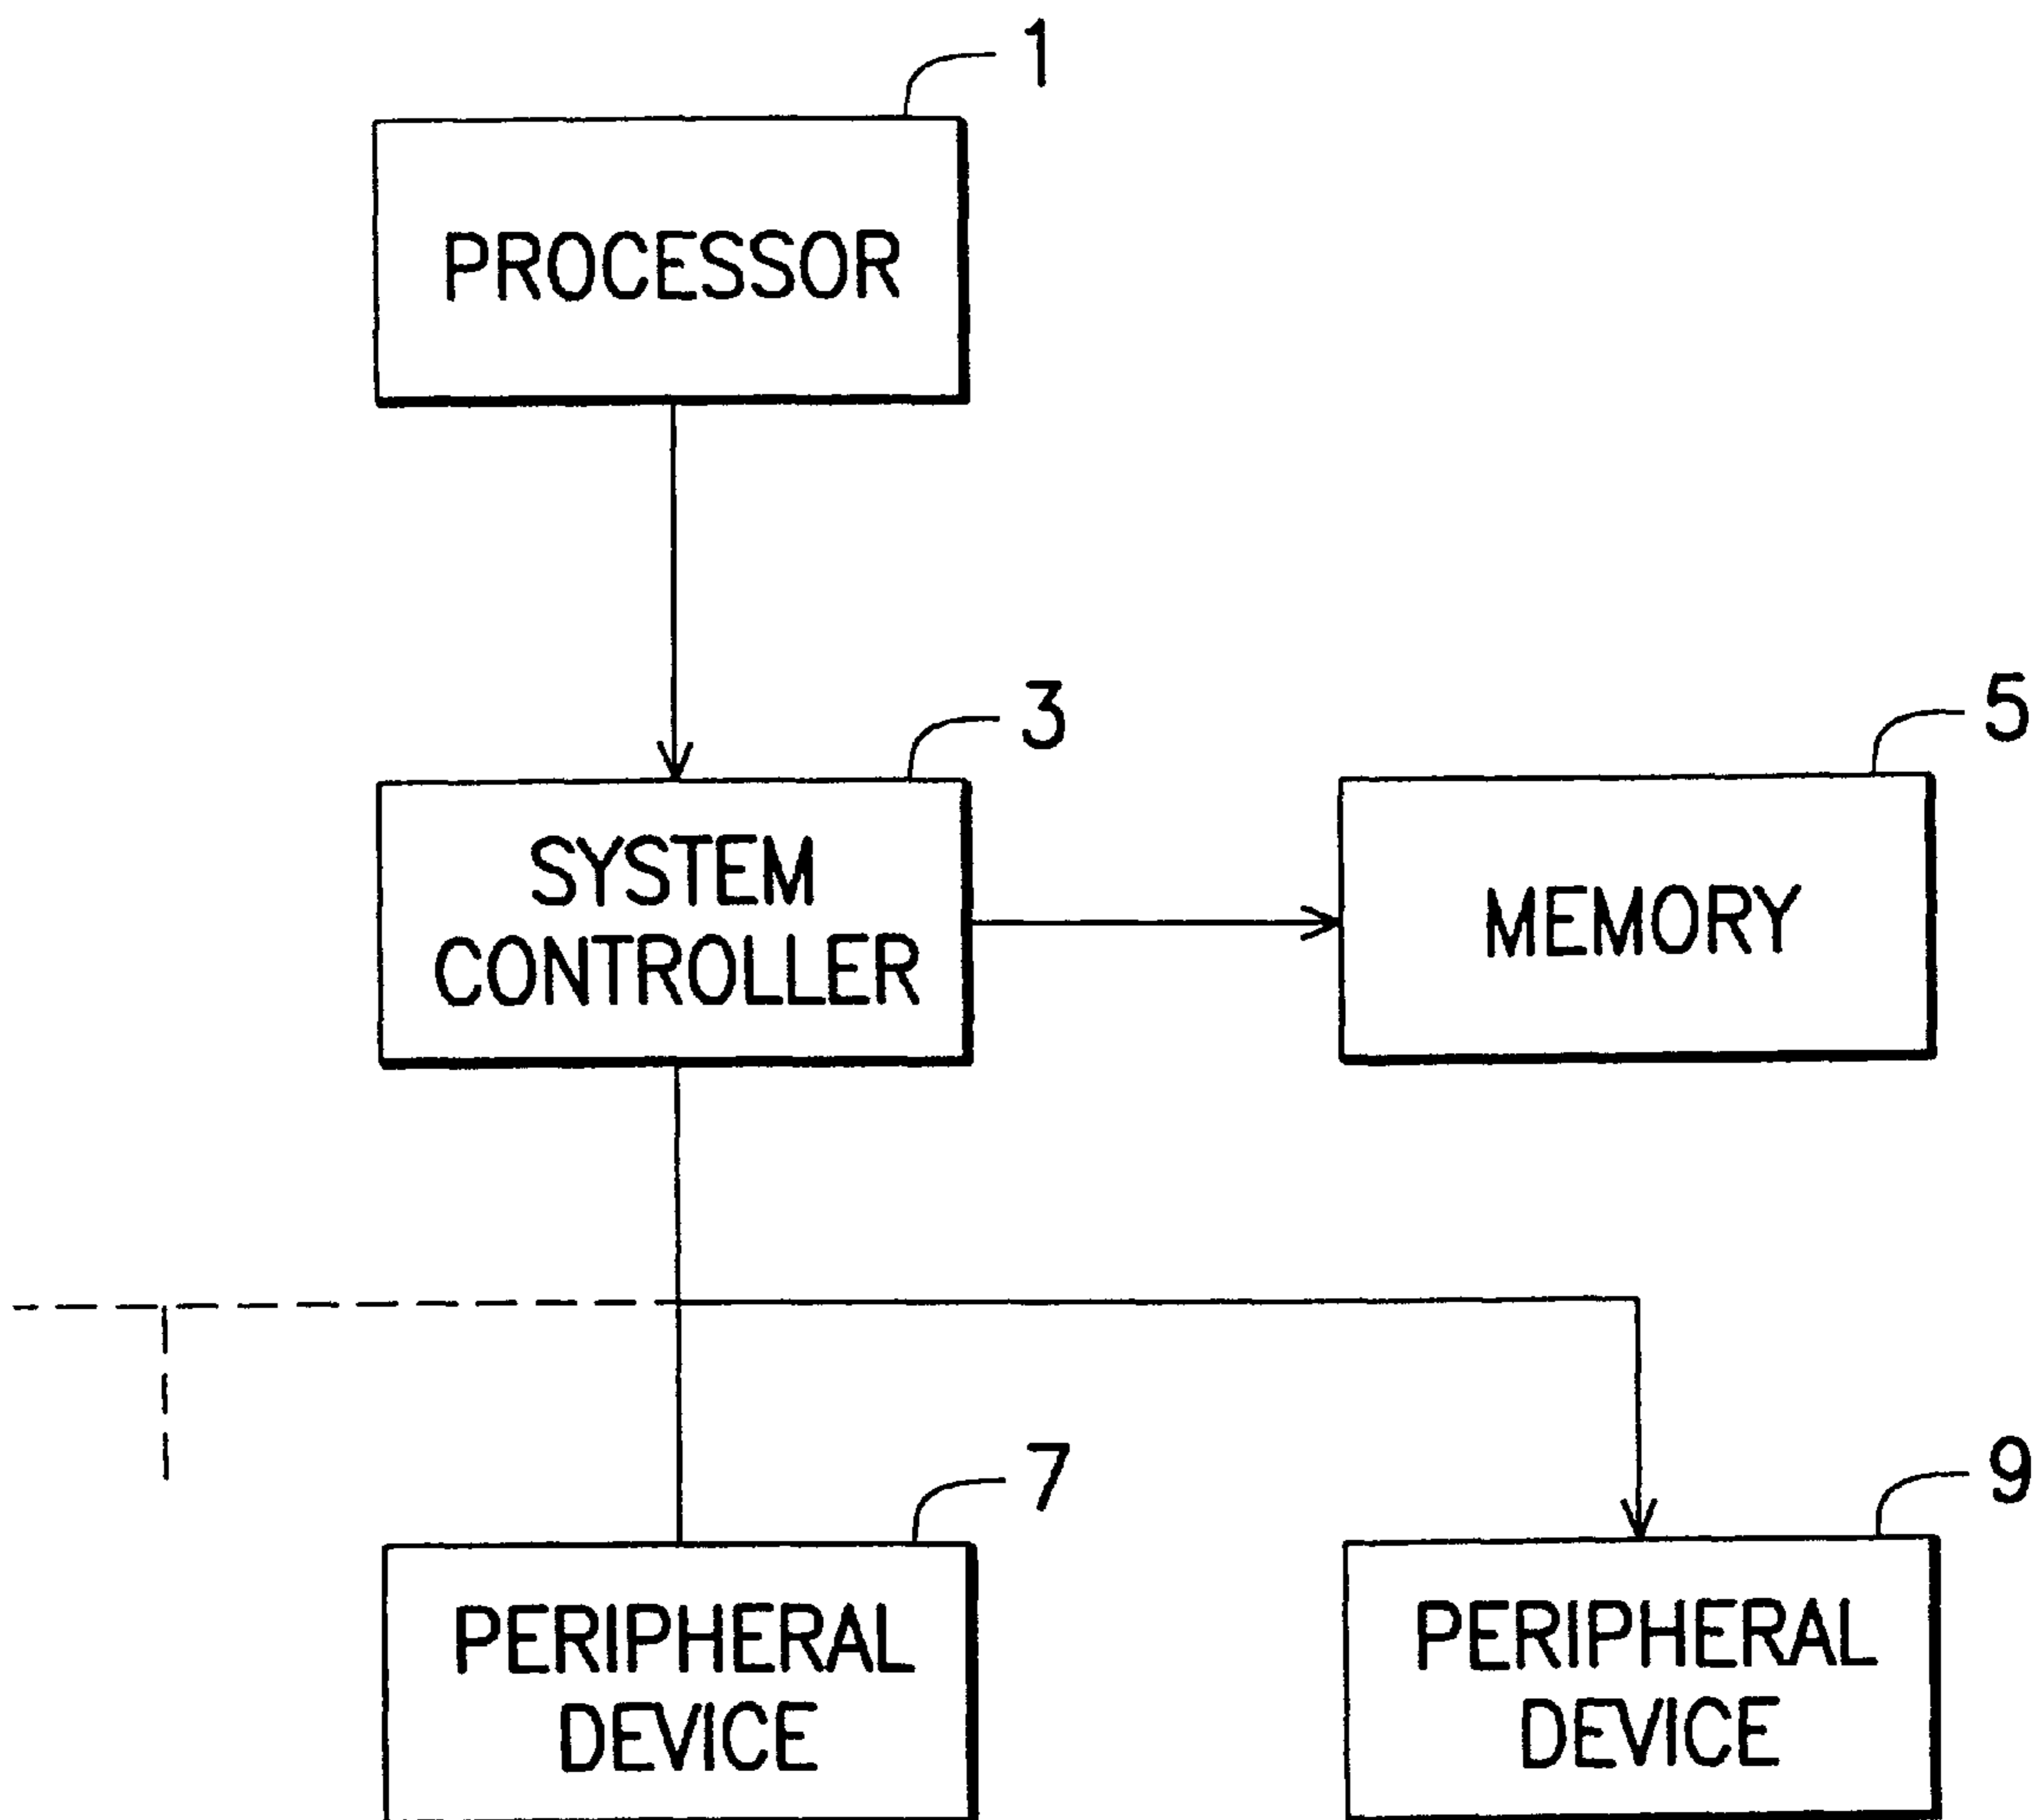 1
PROCESSOR
3
5
SYSTEM
CONTROLLER
MEMORY
7
9
PERIPHERAL
DEVICE
PERIPHERAL
DEVICE